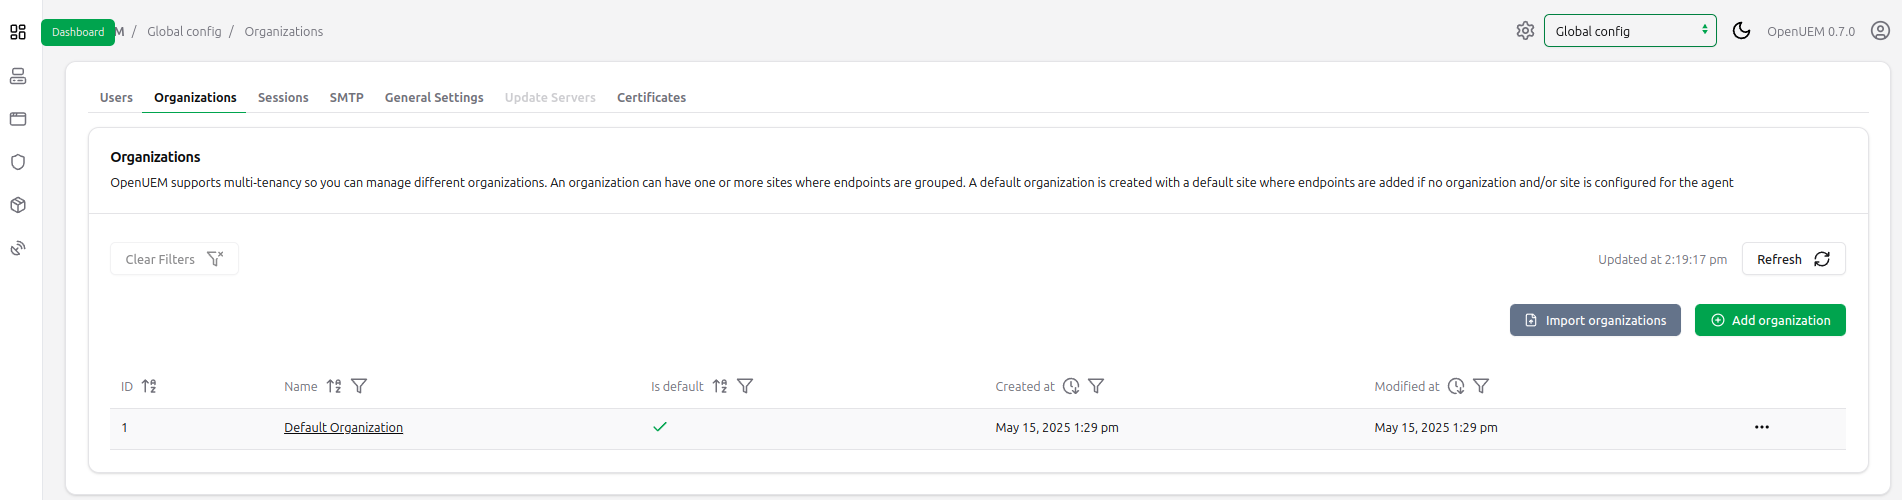 Dashboard M / Global config / Organizations
Global config OpenUEM 0.7.0
Users Organizations Sessions SMTP General Settings Update Servers Certificates
Organizations
OpenUEM supports multi-tenancy so you can manage different organizations. An organization can have one or more sites where endpoints are grouped. A default organization is created with a default site where endpoints are added if no organization and/or site is configured for the agent
Clear Filters Updated at 2:19:17 pm Refresh
Import organizations Add organization
ID Name Is default Created at Modified at
1 Default Organization May 15, 2025 1:29 pm May 15, 2025 1:29 pm